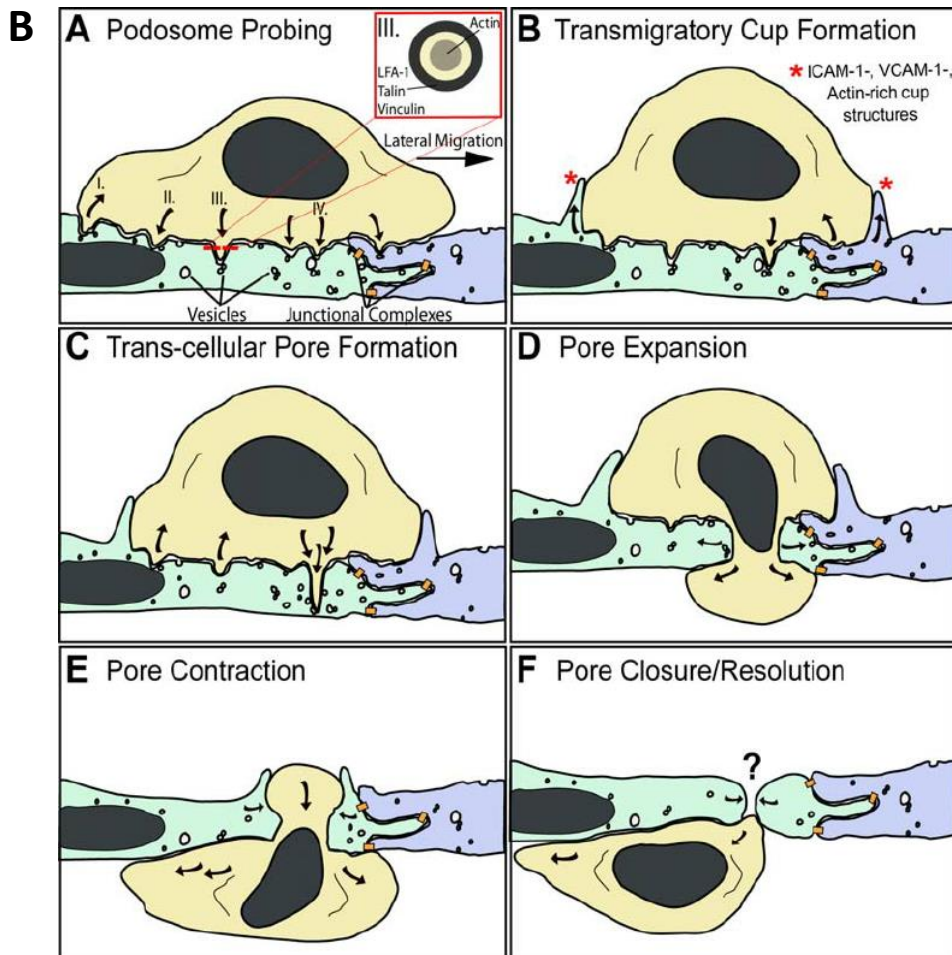 B
A Podosome Probing
III.
Actin
LFA-1
Talin
Vinculin
Lateral Migration
I.
II.
III.
IV.
Vesicles
Junctional Complexes
B Transmigratory Cup Formation
* ICAM-1-, VCAM-1-,
Actin-rich cup
structures
*
*
C Trans-cellular Pore Formation
D Pore Expansion
E Pore Contraction
F Pore Closure/Resolution
?